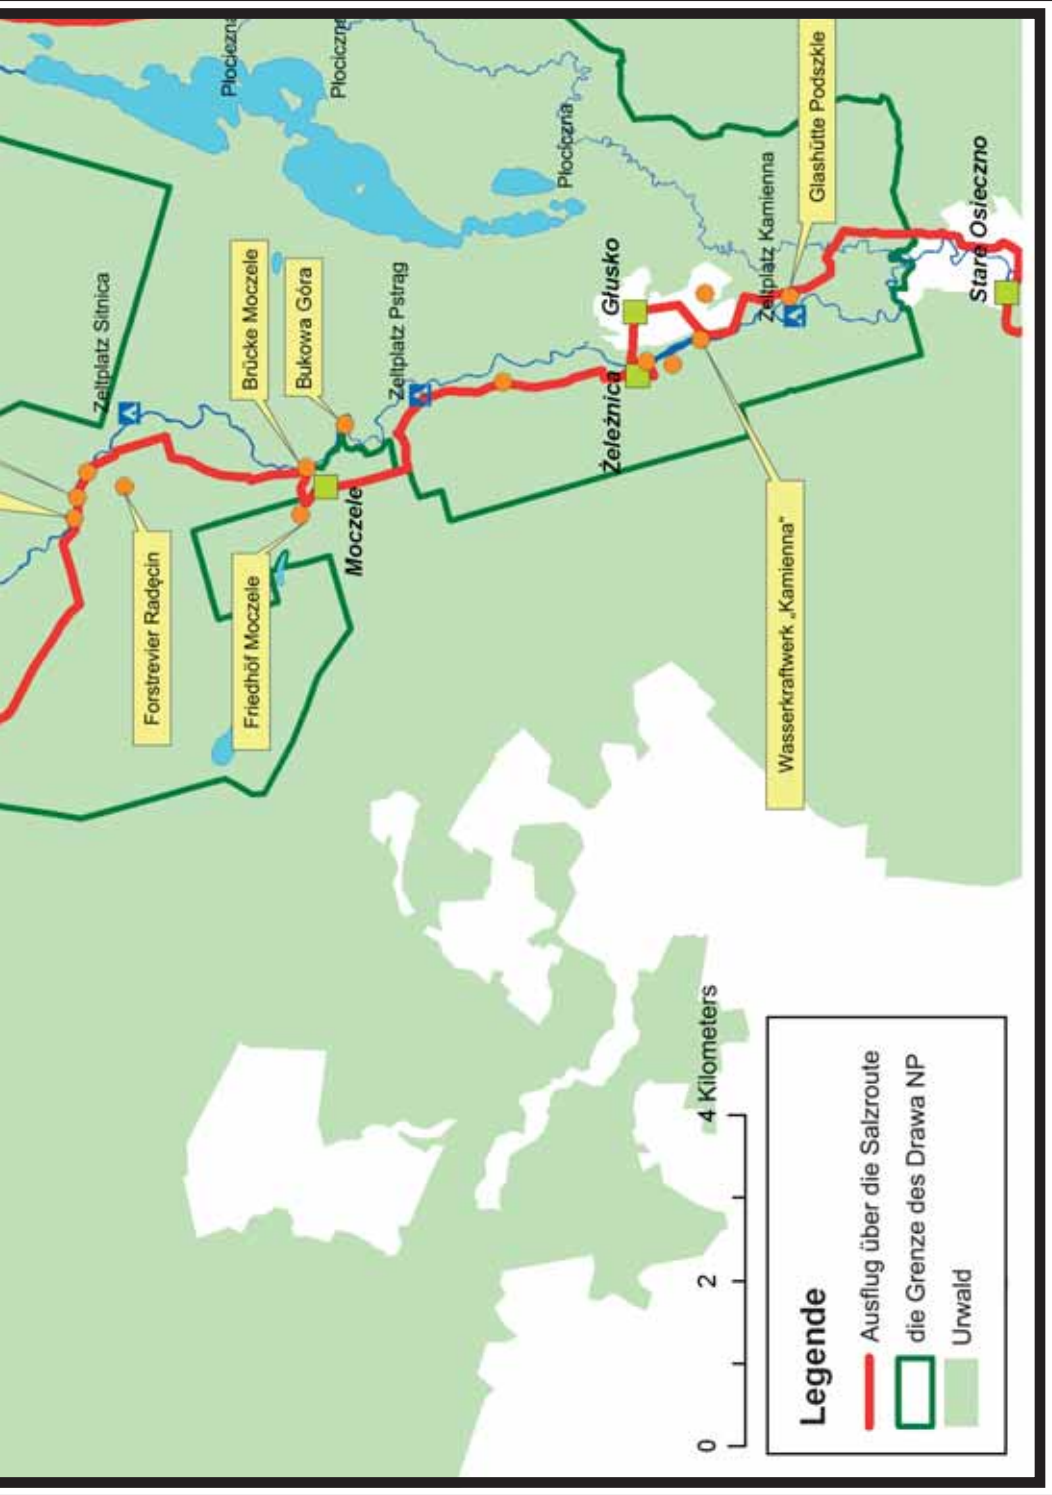 Płociczna
Płociczna
Płociczna
Zeltplatz Sitnica
Brücke Moczele
Bukowa Góra
Zeltplatz Pstrąg
Głusko
Zeltplatz Kamienna
Glashütte Podszkle
Stare Osieczno
Żeleźnica
Moczele
Forstrevier Radęcin
Friedhöf Moczele
Wasserkraftwerk „Kamienna“
0 2 4 Kilometers
Legende
Ausflug über die Salzroute
die Grenze des Drawa NP
Urwald